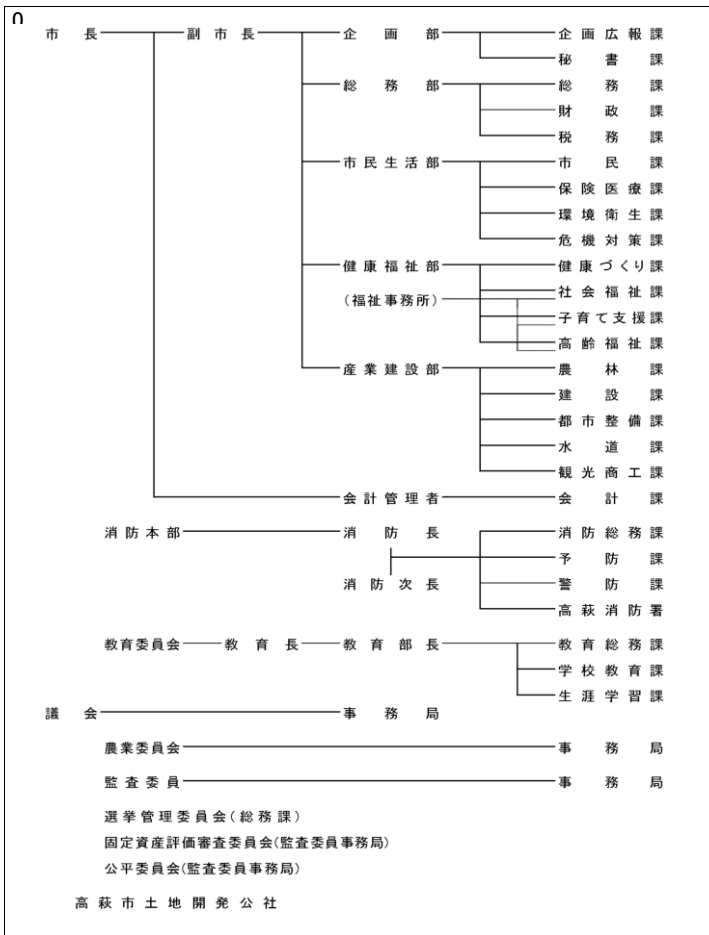 市長 副市長 企画部 企画広報課
秘書課
総務部 総務課
財政課
税務課
市民生活部 市民課
保険医療課
環境衛生課
危機対策課
健康福祉部 健康づくり課
(福祉事務所) 社会福祉課
子育て支援課
高齢福祉課
産業建設部 農林課
建設課
都市整備課
水道課
観光商工課
会計管理者 会計課
消防本部 消防長 消防総務課
予防課
消防次長 警防課
高萩消防署
教育委員会 教育長 教育部長 教育総務課
学校教育課
生涯学習課
議会 事務局
農業委員会 事務局
監査委員 事務局
選挙管理委員会(総務課)
固定資産評価審査委員会(監査委員事務局)
公平委員会(監査委員事務局)
高萩市土地開発公社